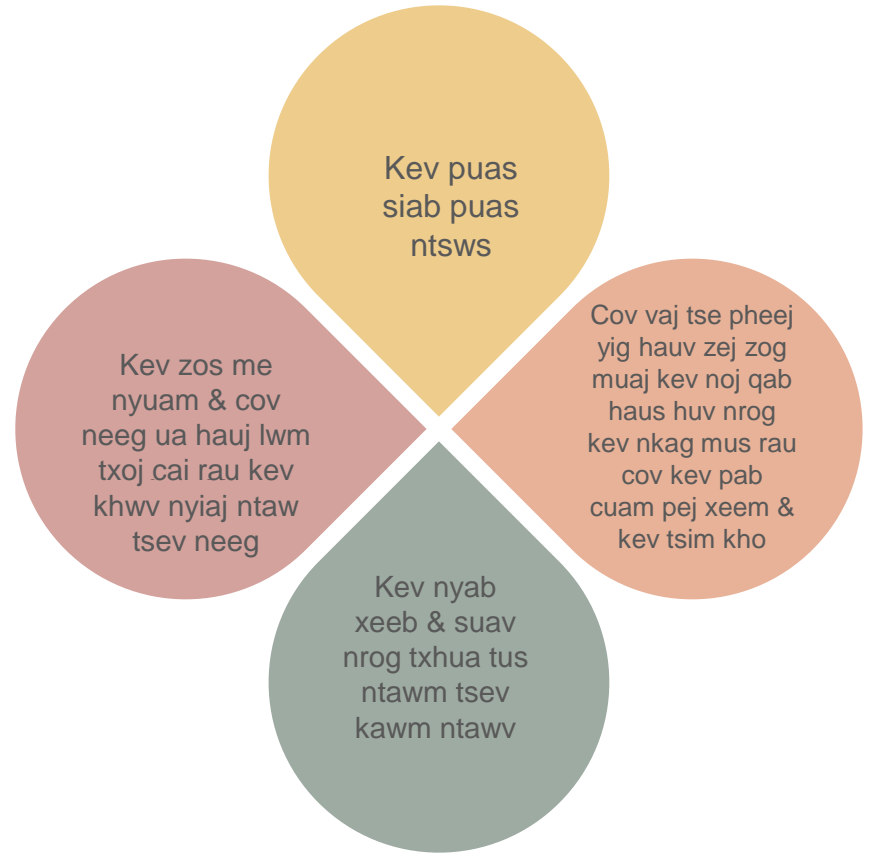 Kev puas
siab puas
ntsws
Kev zos me
nyuam & cov
neeg ua hauj lwm
txoj cai rau kev
khwv nyiaj ntaw
tsev neeg
Cov vaj tse pheej
yig hauv zej zog
muaj kev noj qab
haus huv nrog
kev nkag mus rau
cov kev pab
cuam pej xeem &
kev tsim kho
Kev nyab
xeeb & suav
nrog txhua tus
ntawm tsev
kawm ntawv